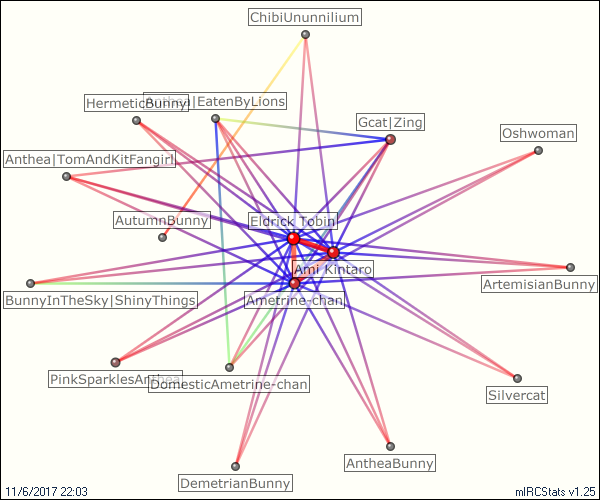 ChibiUnunnilium
HermeticBunny
Anthea|EatenByLions
Gcat|Zing
Oshwoman
Anthea|TomAndKitFangirl
AutumnBunny
Eldrick Tobin
Ami Kintaro
ArtemisianBunny
BunnyInTheSky|ShinyThings
Ametrine-chan
PinkSparklesAnthea
DomesticAmetrine-chan
Silvercat
AntheaBunny
DemetrianBunny
11/6/2017 22:03
mIRCStats v1.25